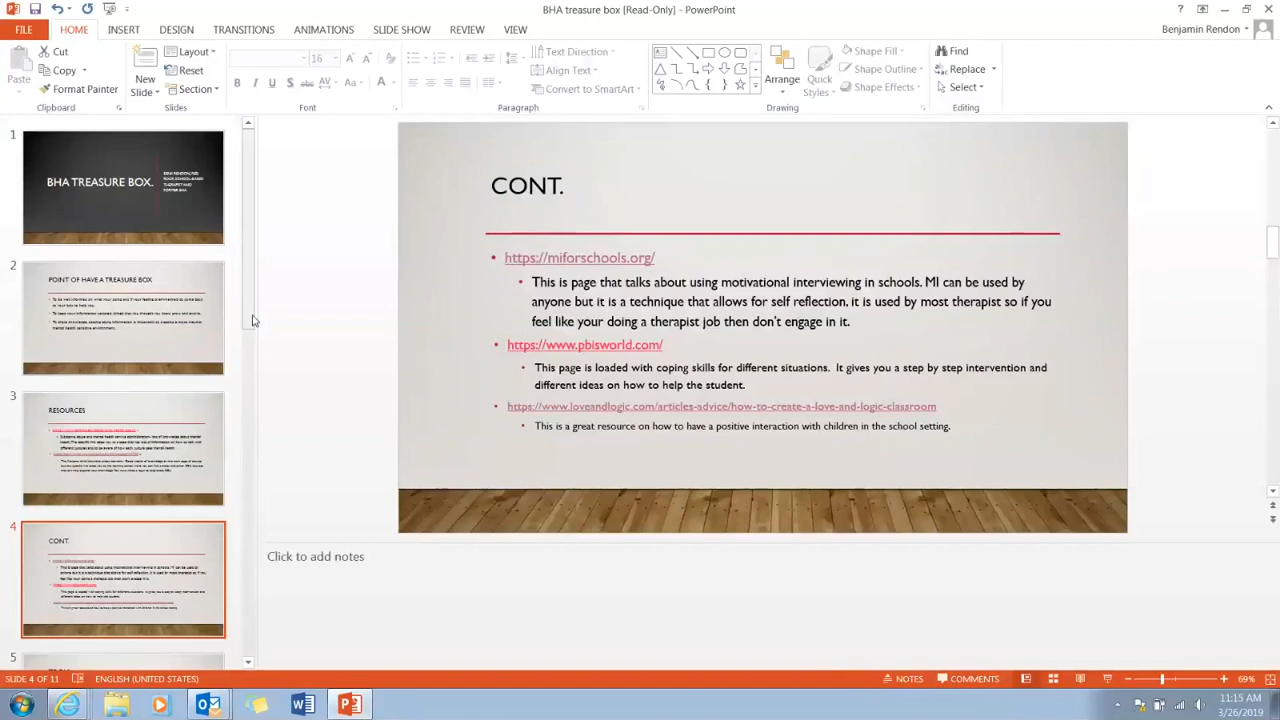 BHA treasure box [Read-Only] - PowerPoint
FILE HOME INSERT DESIGN TRANSITIONS ANIMATIONS SLIDE SHOW REVIEW VIEW Benjamin Rendon
Paste
Cut
Copy
Format Painter
Clipboard
New
Slide
Layout
Reset
Section
Slides
16
Font
Text Direction
Align Text
Convert to SmartArt
Paragraph
Arrange
Quick
Styles
Shape Fill
Shape Outline
Shape Effects
Drawing
Find
Replace
Select
Editing
1
BHA TREASURE BOX.
2
POINT OF HAVE A TREASURE BOX
3
RESOURCES
4
CONT.
5
CONT.
• https://miforschools.org/
• This is page that talks about using motivational interviewing in schools. MI can be used by
anyone but it is a technique that allows for self reflection, it is used by most therapist so if you
feel like your doing a therapist job then don't engage in it.
• https://www.pbisworld.com/
• This page is loaded with coping skills for different situations. It gives you a step by step intervention and
different ideas on how to help the student.
• https://www.loveandlogic.com/articles-advice/how-to-create-a-love-and-logic-classroom
• This is a great resource on how to have a positive interaction with children in the school setting.
Click to add notes
SLIDE 4 OF 11 ENGLISH (UNITED STATES) NOTES COMMENTS 69%
11:15 AM
3/26/2019